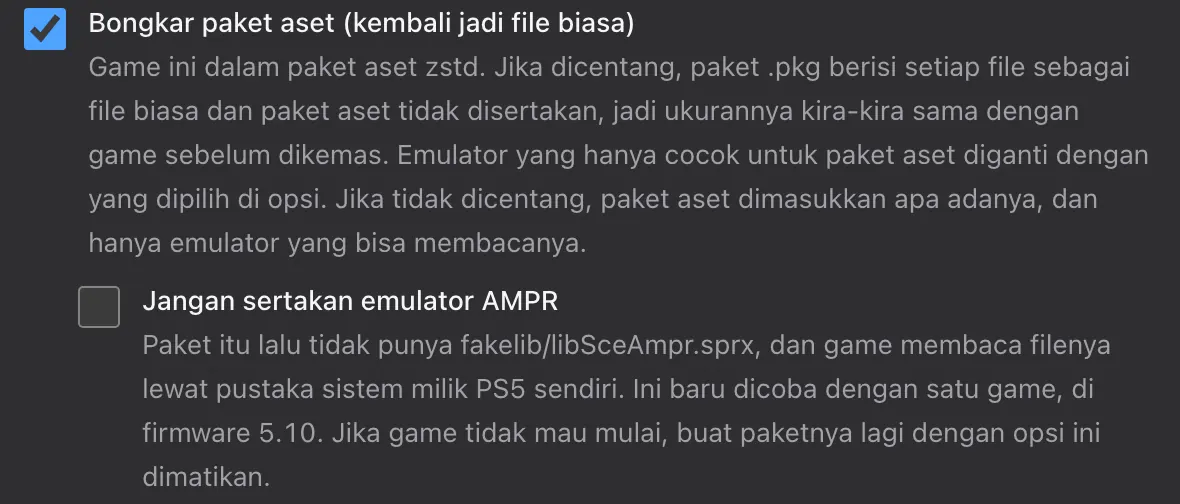 Bongkar paket aset (kembali jadi file biasa)
Game ini dalam paket aset zstd. Jika dicentang, paket .pkg berisi setiap file sebagai
file biasa dan paket aset tidak disertakan, jadi ukurannya kira-kira sama dengan
game sebelum dikemas. Emulator yang hanya cocok untuk paket aset diganti dengan
yang dipilih di opsi. Jika tidak dicentang, paket aset dimasukkan apa adanya, dan
hanya emulator yang bisa membacanya.
Jangan sertakan emulator AMPR
Paket itu lalu tidak punya fakelib/libSceAmpr.sprx, dan game membaca filenya
lewat pustaka sistem milik PS5 sendiri. Ini baru dicoba dengan satu game, di
firmware 5.10. Jika game tidak mau mulai, buat paketnya lagi dengan opsi ini
dimatikan.